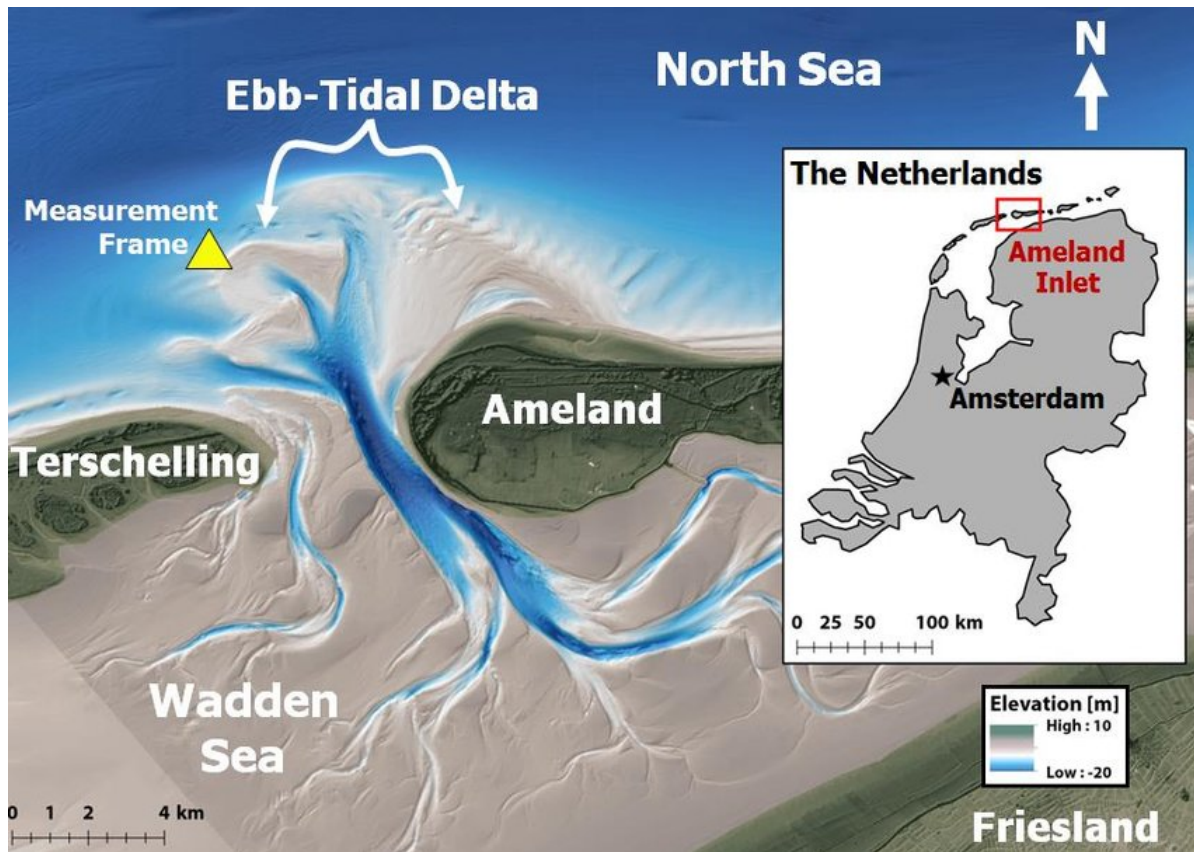 North Sea
N
Ebb-Tidal Delta
The Netherlands
Measurement
Frame
Ameland
Inlet
Amsterdam
Ameland
Terschelling
0 25 50 100 km
Wadden
Sea
Elevation [m]
High : 10
Low : -20
0 1 2 4 km
Friesland